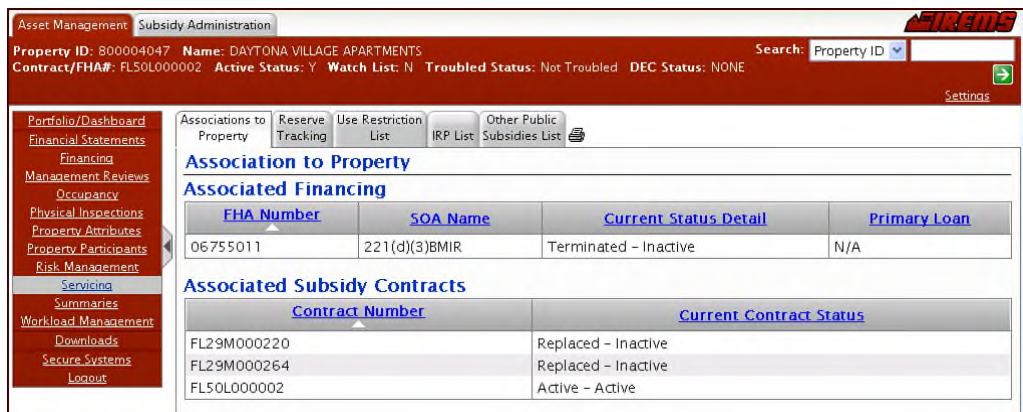 Asset Management Subsidy Administration
iREMS
Property ID: 800004047 Name: DAYTONA VILLAGE APARTMENTS
Search: Property ID
Contract/FHA#: FL50L000002 Active Status: Y Watch List: N Troubled Status: Not Troubled DEC Status: NONE
Settings
Portfolio/Dashboard
Financial Statements
Financing
Management Reviews
Occupancy
Physical Inspections
Property Attributes
Property Participants
Risk Management
Servicing
Summaries
Workload Management
Downloads
Secure Systems
Logout
Associations to Property
Reserve Tracking
Use Restriction List
IRP List
Other Public Subsidies List
Association to Property
Associated Financing
FHA Number SOA Name Current Status Detail Primary Loan
06755011 221(d)(3)BMIR Terminated - Inactive N/A
Associated Subsidy Contracts
Contract Number Current Contract Status
FL29M000220 Replaced - Inactive
FL29M000264 Replaced - Inactive
FL50L000002 Active - Active